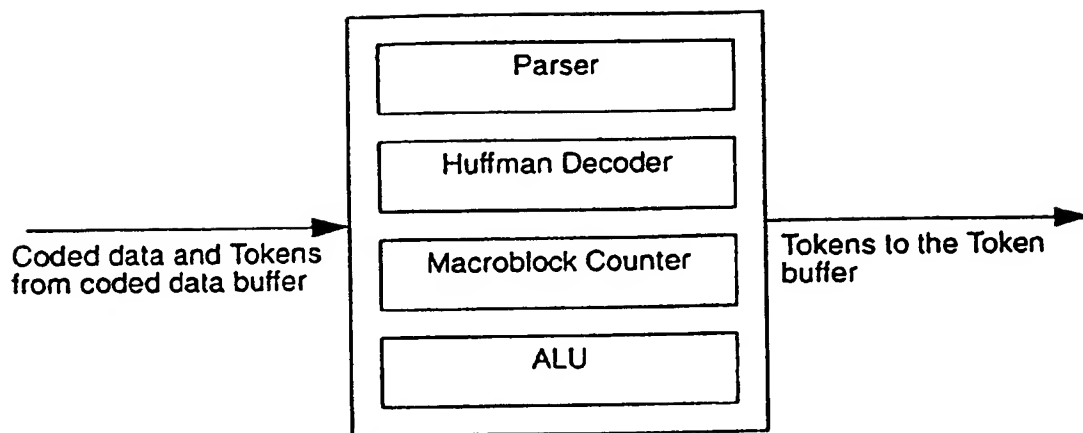 Parser
Huffman Decoder
Coded data and Tokens
from coded data buffer
Macroblock Counter
ALU
Tokens to the Token
buffer